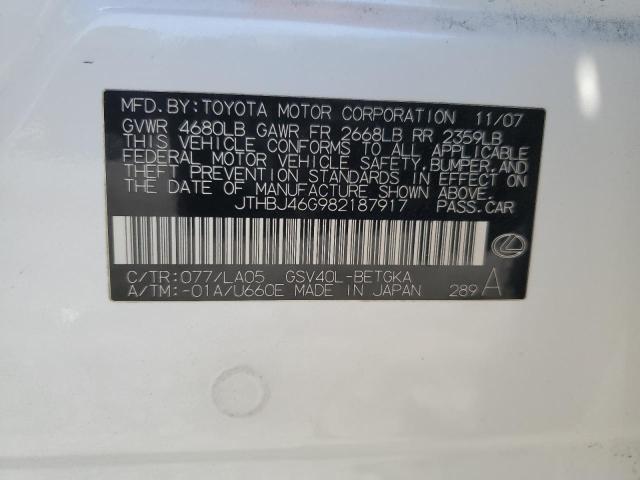 MFD. BY: TOYOTA MOTOR CORPORATION 11/07
GVWR 4680LB GAWR FR 2668LB RR 2359LB
THIS VEHICLE CONFORMS TO ALL APPLICABLE
FEDERAL MOTOR VEHICLE SAFETY, BUMPER, AND
THEFT PREVENTION STANDARDS IN EFFECT ON
THE DATE OF MANUFACTURE SHOWN ABOVE.
JTHBJ46G982187917 PASS. CAR
C/TR: 077/LA05 GSV40L-BETGKA
A/TM: -01A/U660E MADE IN JAPAN 289 A